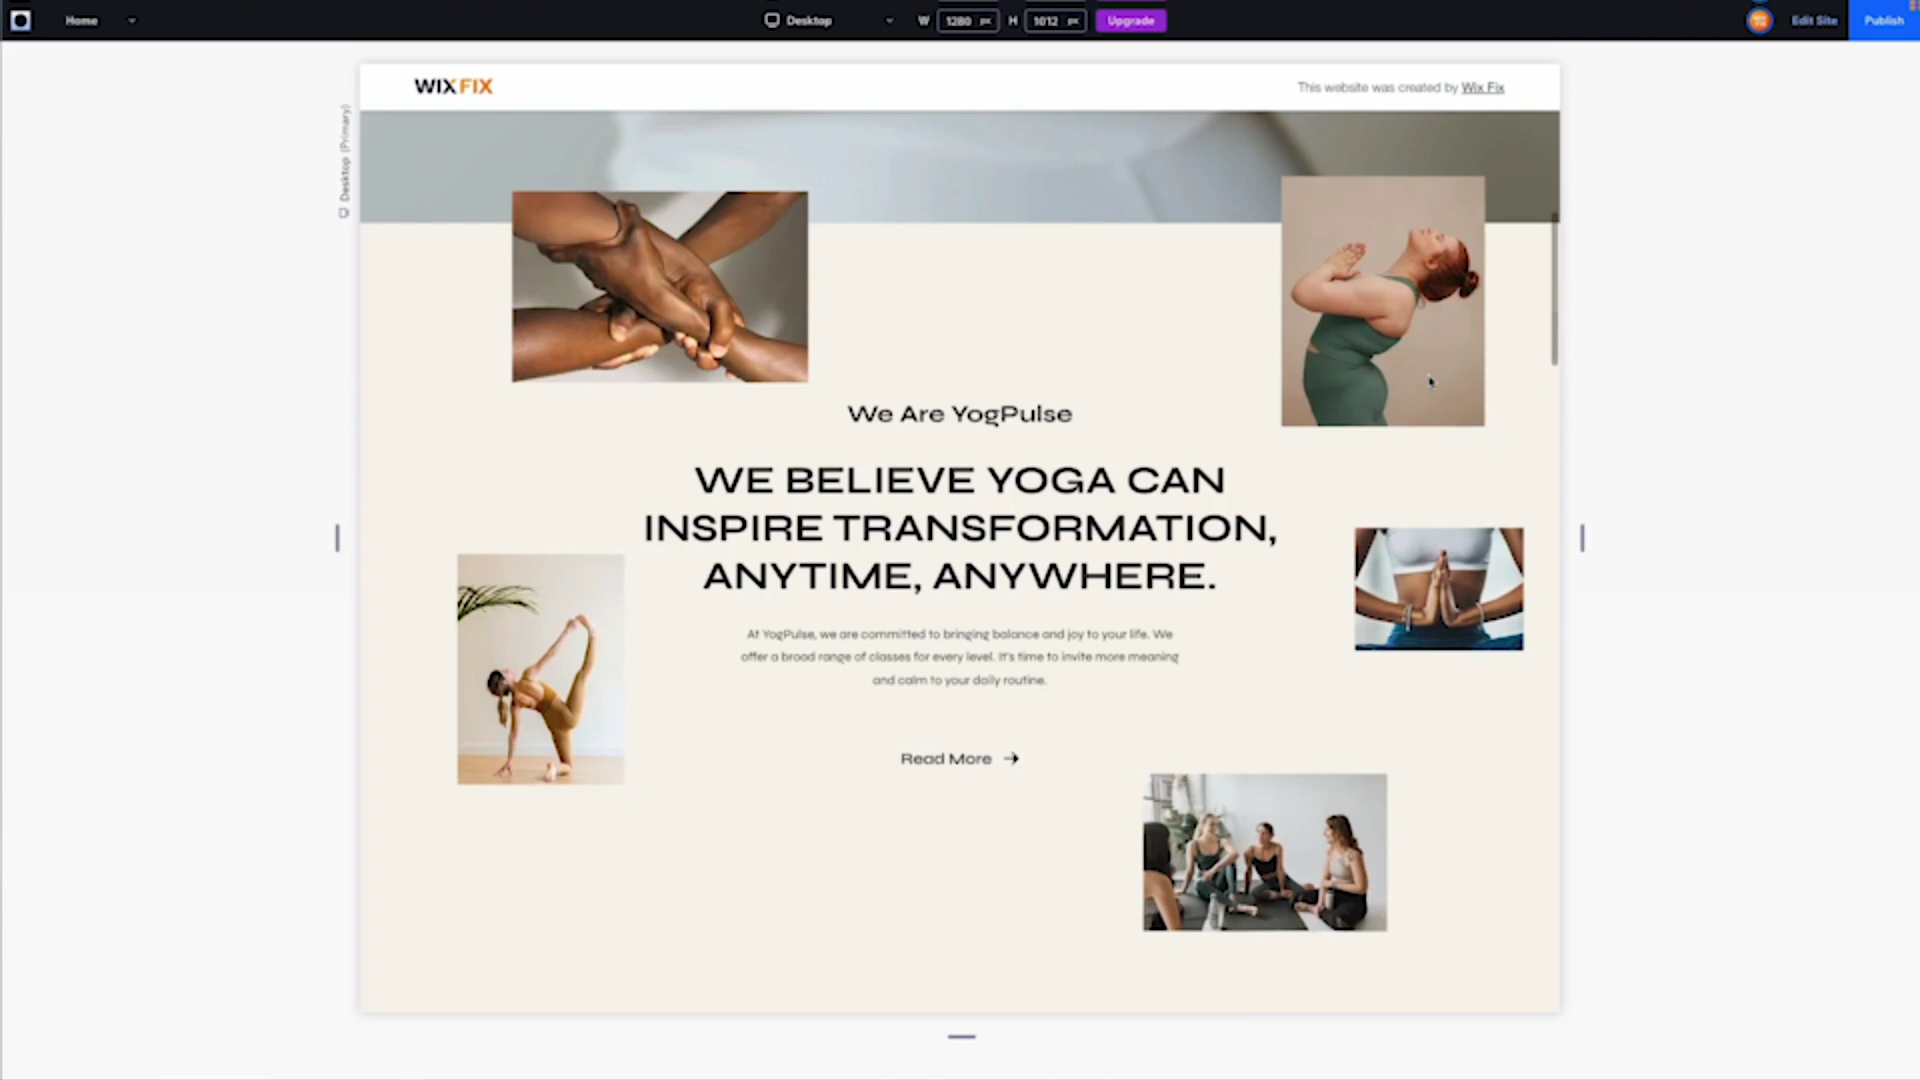 Home
Desktop
W 1280 px H 1012 px
Upgrade
Edit Site
Publish
WIX FIX
This website was created by Wix Fix
Desktop (Primary)
We Are YogPulse
WE BELIEVE YOGA CAN
INSPIRE TRANSFORMATION,
ANYTIME, ANYWHERE.
At YogPulse, we are committed to bringing balance and joy to your life. We
offer a broad range of classes for every level. It's time to invite more meaning
and calm to your daily routine.
Read More